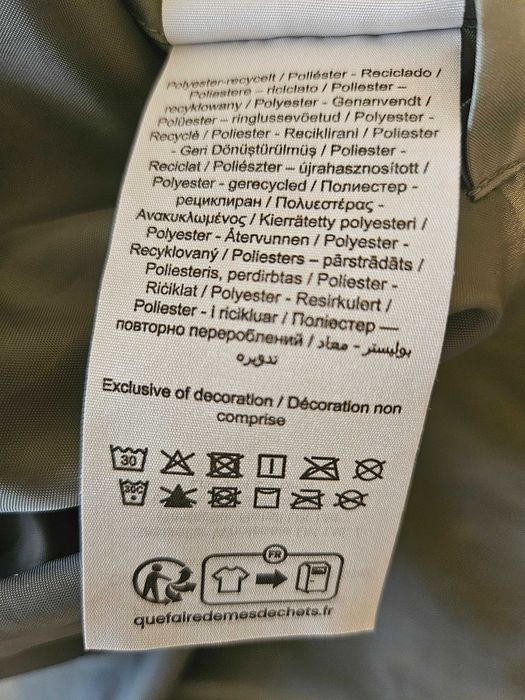 Polyester-recycelt / Poliéster - Reciclado /
Poliestere – riciclato / Poliester –
recyklowany / Polyester - Genanvendt /
Polüester – ringlussevõetud / Polyester -
Recyclé / Poliester - Reciklirani / Poliester
- Geri Dönüştürülmüş / Poliester -
Reciclat / Poliészter – újrahasznosított /
Polyester - gerecycled / Полиестер -
рециклиран / Πολυεστέρας -
Ανακυκλωμένος / Kierrätetty polyesteri /
Polyester - Återvunnen / Polyester -
Recyklovaný / Poliesters – pārstrādāts /
Poliesteris, perdirbtas / Poliester -
Riciklat / Polyester - Resirkulert /
Poliester - I ricikluar / Поліестер —
повторно перероблений / بوليستر - معاد
تدويره
Exclusive of decoration / Décoration non
comprise
30
30C
FR
quefairedemesdechets.fr